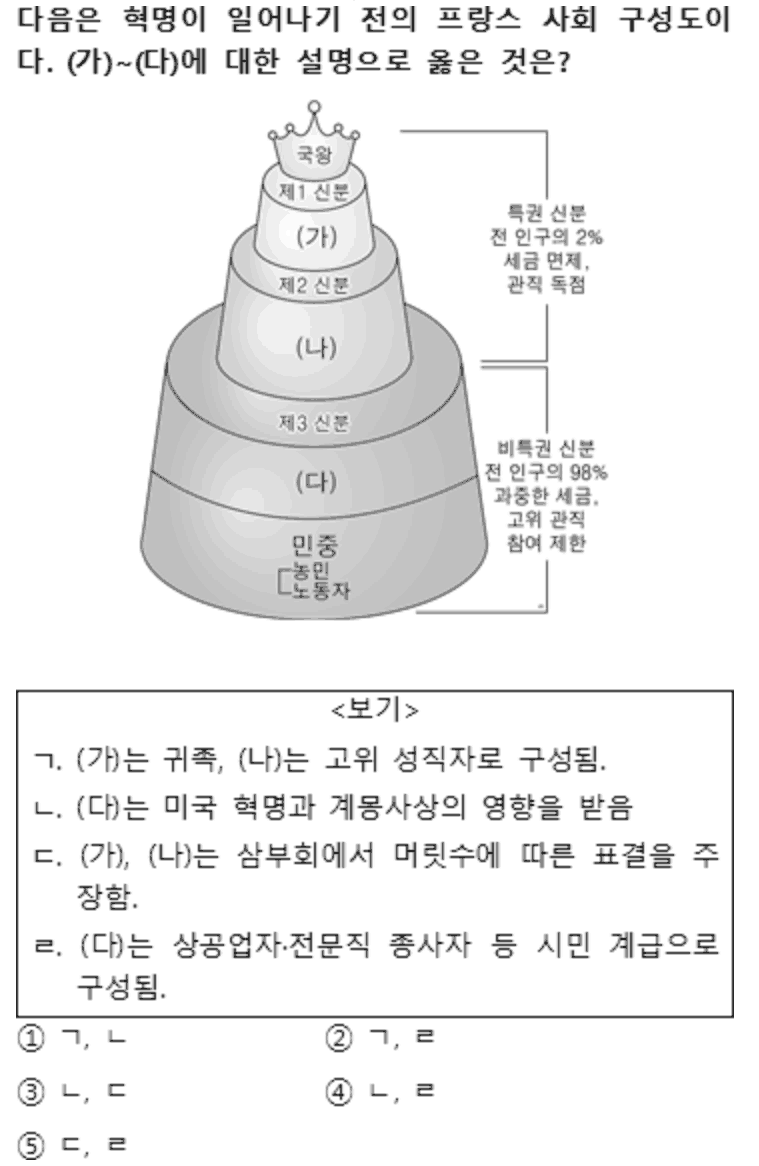 다음은 혁명이 일어나기 전의 프랑스 사회 구성도이
다. (가)~(다)에 대한 설명으로 옳은 것은?
국왕
제1 신분
(가)
제2 신분
(나)
특권 신분
전 인구의 2%
세금 면제,
관직 독점
제3 신분
(다)
민중
농민
노동자
비특권 신분
전 인구의 98%
과중한 세금,
고위 관직
참여 제한
<보기>
ㄱ. (가)는 귀족, (나)는 고위 성직자로 구성됨.
ㄴ. (다)는 미국 혁명과 계몽사상의 영향을 받음
ㄷ. (가), (나)는 삼부회에서 머릿수에 따른 표결을 주
장함.
ㄹ. (다)는 상공업자·전문직 종사자 등 시민 계급으로
구성됨.
① ㄱ, ㄴ ② ㄱ, ㄹ
③ ㄴ, ㄷ ④ ㄴ, ㄹ
⑤ ㄷ, ㄹ